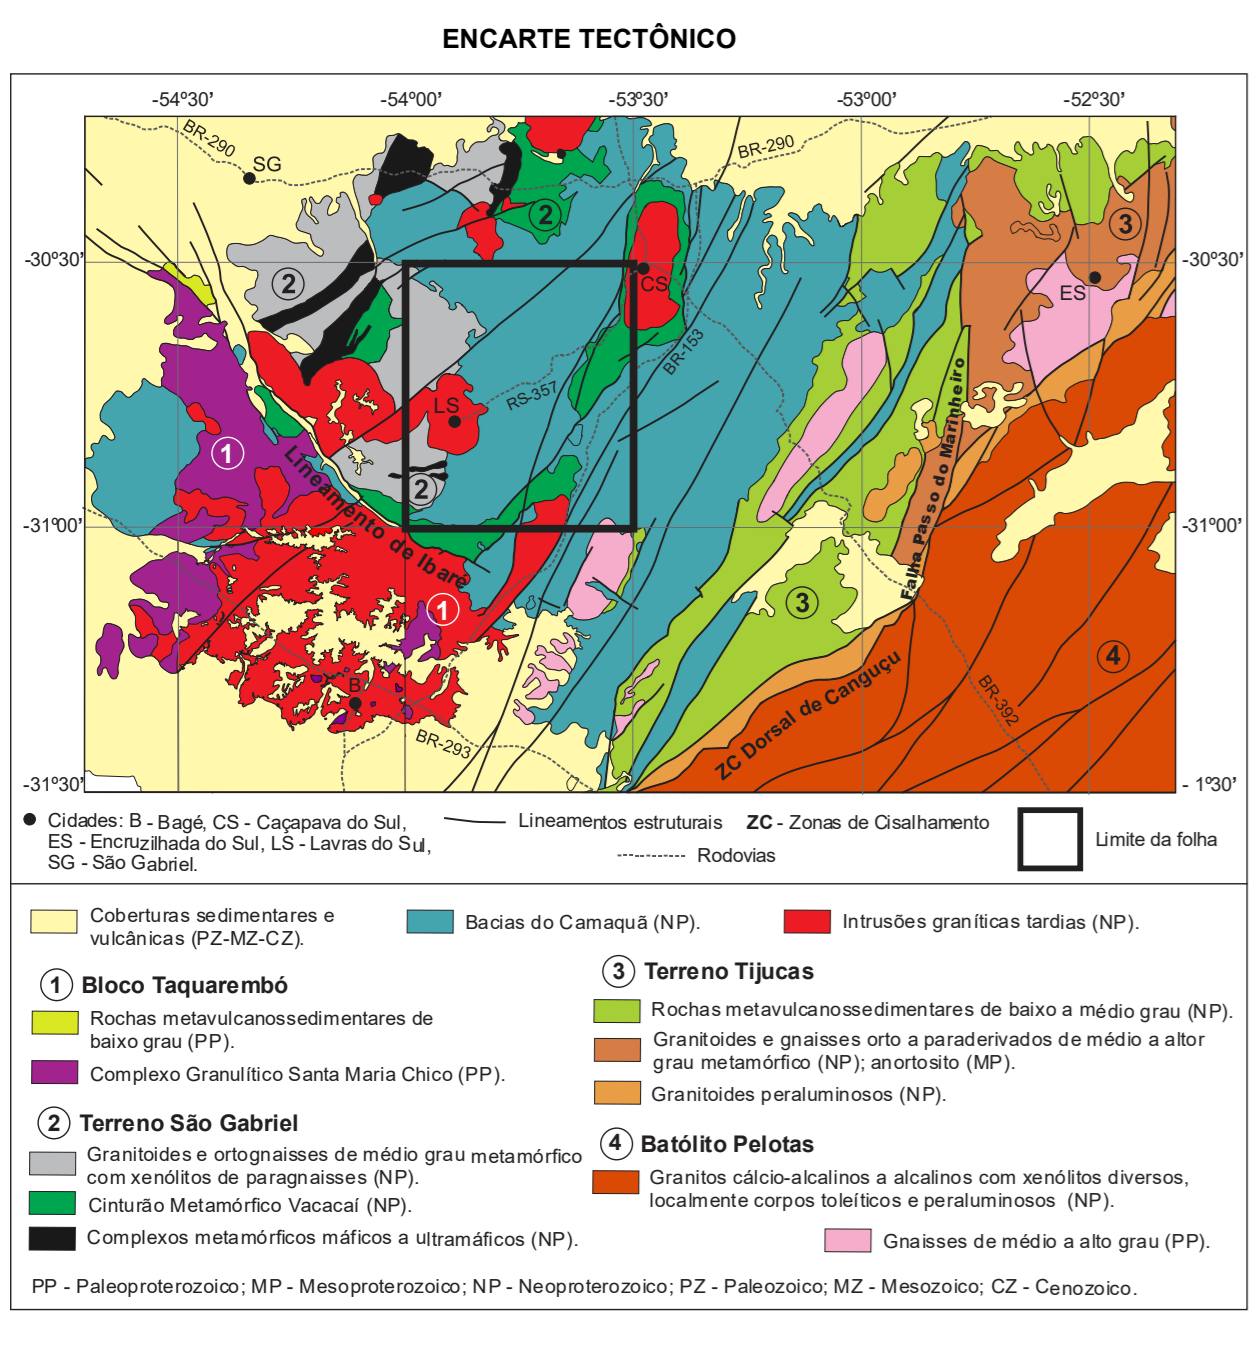 ENCARTE TECTÔNICO
-54º30’
-54º00’
-53º30’
-53º00’
-52º30’
BR-290
SG
BR-290
2
3
-30º30’
-30º30’
2
CS
ES
BR-153
RS-357
LS
1
Lineamento de Ibaré
2
Falha Passo do Marinheiro
-31º00’
-31º00’
1
3
4
B
ZC Dorsal de Canguçu
BR-392
BR-293
-31º30’
- 1º30’
Cidades: B - Bagé, CS - Caçapava do Sul,
ES - Encruzilhada do Sul, LS - Lavras do Sul,
SG - São Gabriel.
Lineamentos estruturais
ZC - Zonas de Cisalhamento
Rodovias
Limite da folha
Coberturas sedimentares e
vulcânicas (PZ-MZ-CZ).
Bacias do Camaquã (NP).
Intrusões graníticas tardias (NP).
1 Bloco Taquarembó
Rochas metavulcanossedimentares de
baixo grau (PP).
Complexo Granulítico Santa Maria Chico (PP).
2 Terreno São Gabriel
Granitoides e ortognaisses de médio grau metamórfico
com xenólitos de paragnaisses (NP).
Cinturão Metamórfico Vacacaí (NP).
Complexos metamórficos máficos a ultramáficos (NP).
3 Terreno Tijucas
Rochas metavulcanossedimentares de baixo a médio grau (NP).
Granitoides e gnaisses orto a paraderivados de médio a altor
grau metamórfico (NP); anortosito (MP).
Granitoides peraluminosos (NP).
4 Batólito Pelotas
Granitos cálcio-alcalinos a alcalinos com xenólitos diversos,
localmente corpos toleíticos e peraluminosos (NP).
Gnaisses de médio a alto grau (PP).
PP - Paleoproterozoico; MP - Mesoproterozoico; NP - Neoproterozoico; PZ - Paleozoico; MZ - Mesozoico; CZ - Cenozoico.